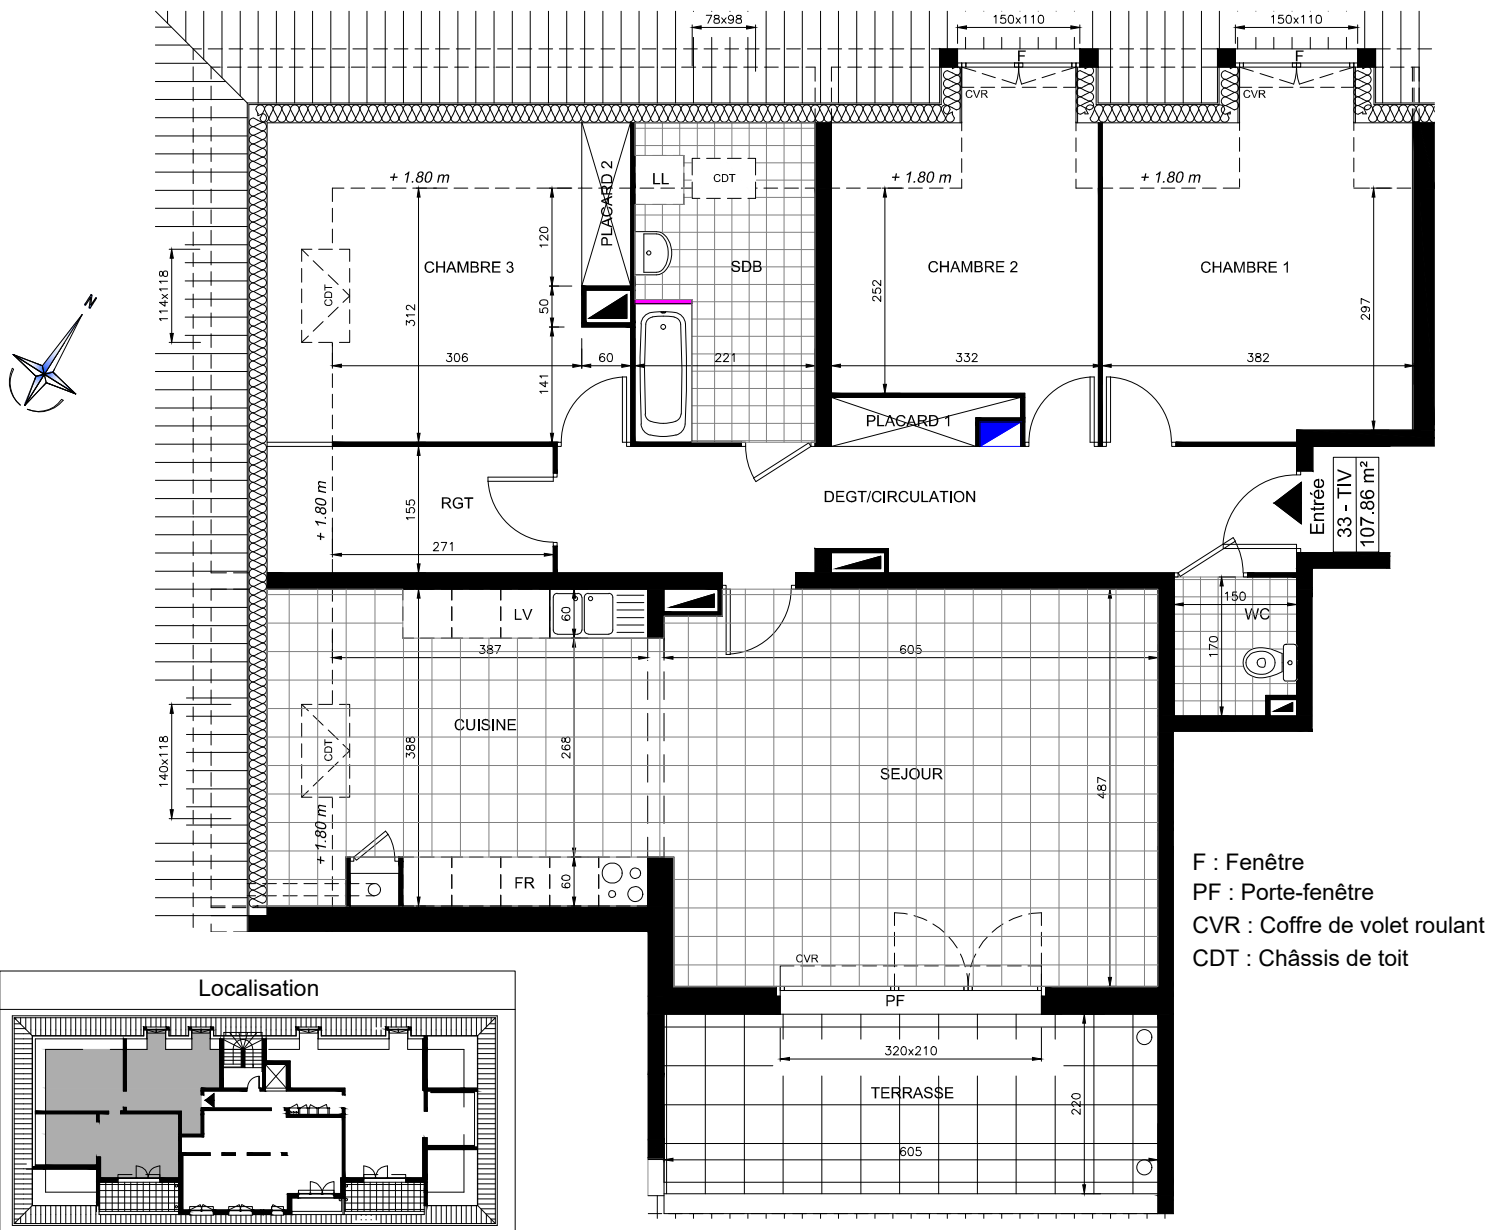 78x98
150x110
150x110
F
F
CVR
CVR
+ 1.80 m
+ 1.80 m
+ 1.80 m
PLACARD 2
LL
CDT
120
CHAMBRE 3
SDB
CHAMBRE 2
CHAMBRE 1
N
114x118
CDT
312
50
252
297
306
60
221
332
382
141
PLACARD 1
+ 1.80 m
RGT
155
271
DEGT/CIRCULATION
Entrée
33 - TIV
107.86 m²
LV
60
150
WC
170
387
605
CUISINE
388
268
SEJOUR
487
140x118
CDT
+ 1.80 m
FR
60
F : Fenêtre
PF : Porte-fenêtre
CVR : Coffre de volet roulant
CDT : Châssis de toit
CVR
PF
320x210
TERRASSE
220
605
Localisation